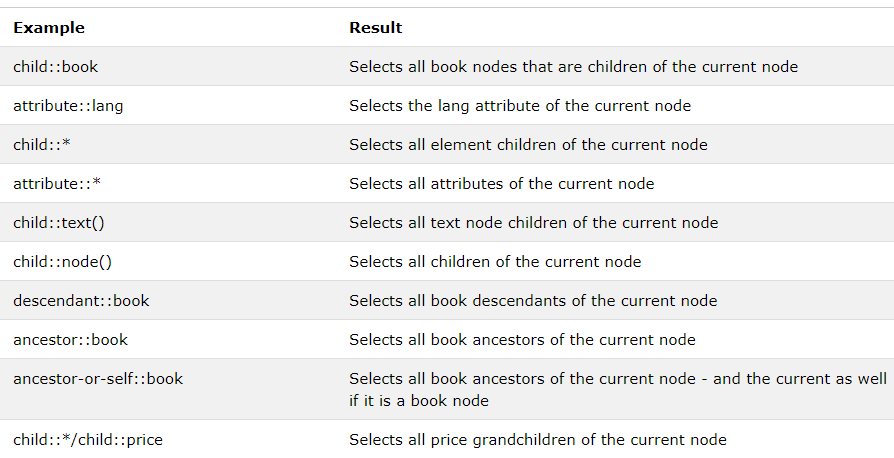 Example Result
child::book Selects all book nodes that are children of the current node
attribute::lang Selects the lang attribute of the current node
child::* Selects all element children of the current node
attribute::* Selects all attributes of the current node
child::text() Selects all text node children of the current node
child::node() Selects all children of the current node
descendant::book Selects all book descendants of the current node
ancestor::book Selects all book ancestors of the current node
ancestor-or-self::book Selects all book ancestors of the current node - and the current as well
if it is a book node
child::*/child::price Selects all price grandchildren of the current node